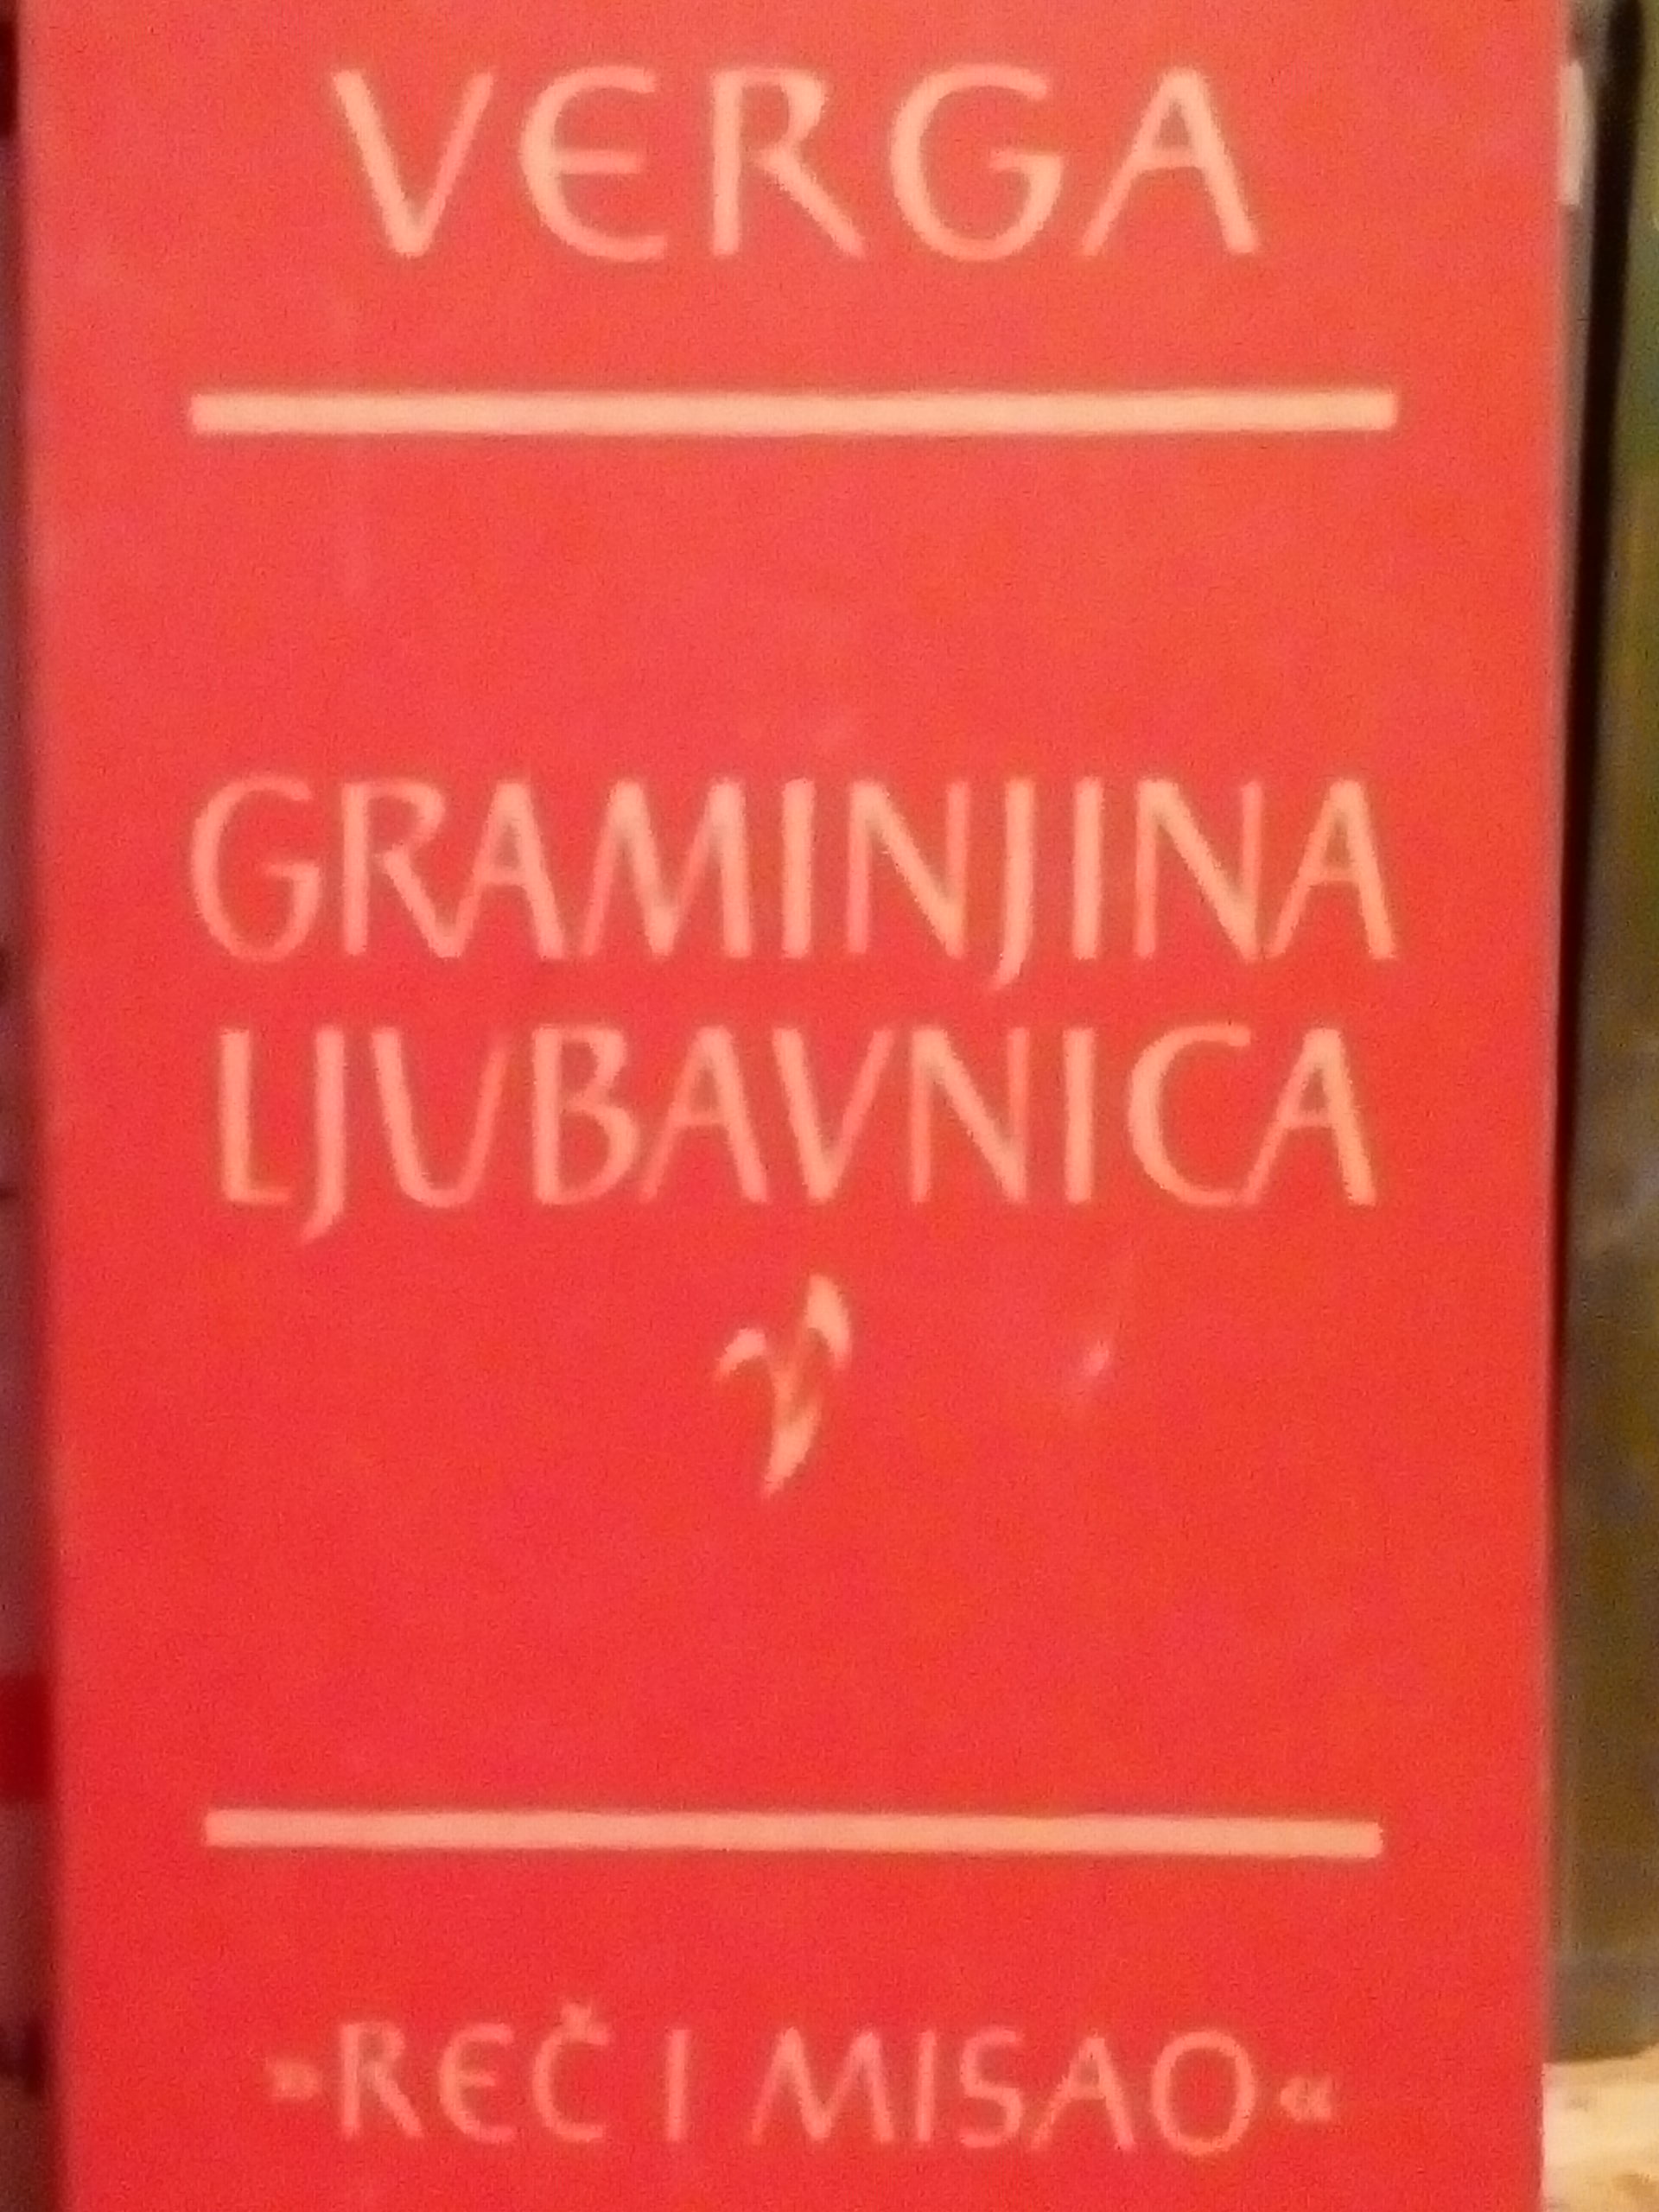 VERGA
GRAMINJINA
LJUBAVNICA
»REČ I MISAO«